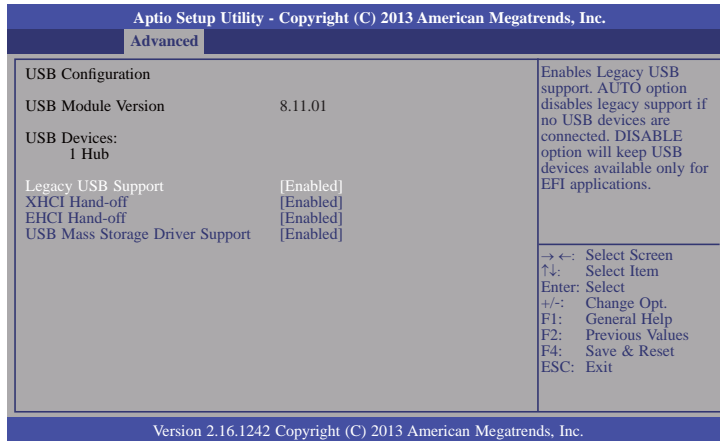 Aptio Setup Utility - Copyright (C) 2013 American Megatrends, Inc.
Advanced
USB Configuration
USB Module Version 8.11.01
USB Devices:
1 Hub
Legacy USB Support [Enabled]
XHCI Hand-off [Enabled]
EHCI Hand-off [Enabled]
USB Mass Storage Driver Support [Enabled]
Enables Legacy USB
support. AUTO option
disables legacy support if
no USB devices are
connected. DISABLE
option will keep USB
devices available only for
EFI applications.
→ ←: Select Screen
↑↓: Select Item
Enter: Select
+/-: Change Opt.
F1: General Help
F2: Previous Values
F4: Save & Reset
ESC: Exit
Version 2.16.1242 Copyright (C) 2013 American Megatrends, Inc.